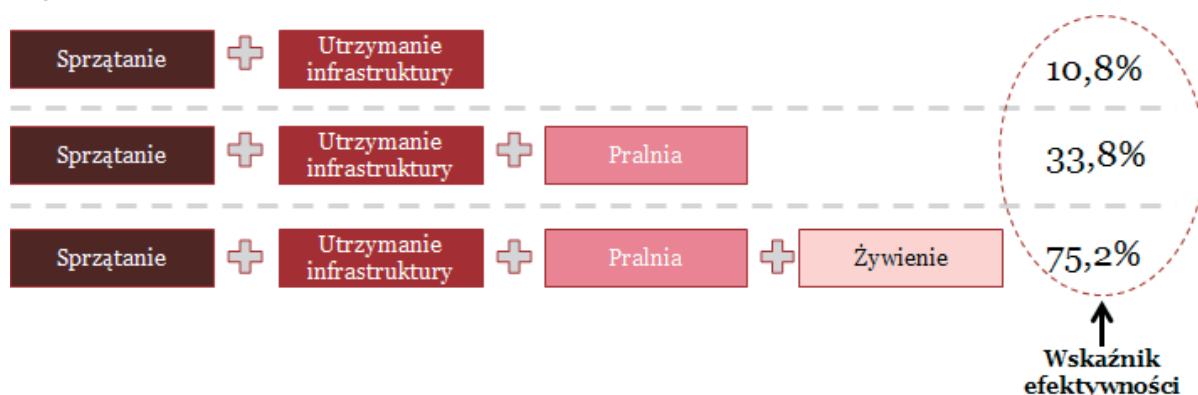 Sprzątanie
Utrzymanie
infrastruktury
10,8%
Sprzątanie
Utrzymanie
infrastruktury
Pralnia
33,8%
Sprzątanie
Utrzymanie
infrastruktury
Pralnia
Żywienie
75,2%
Wskaźnik
efektywności